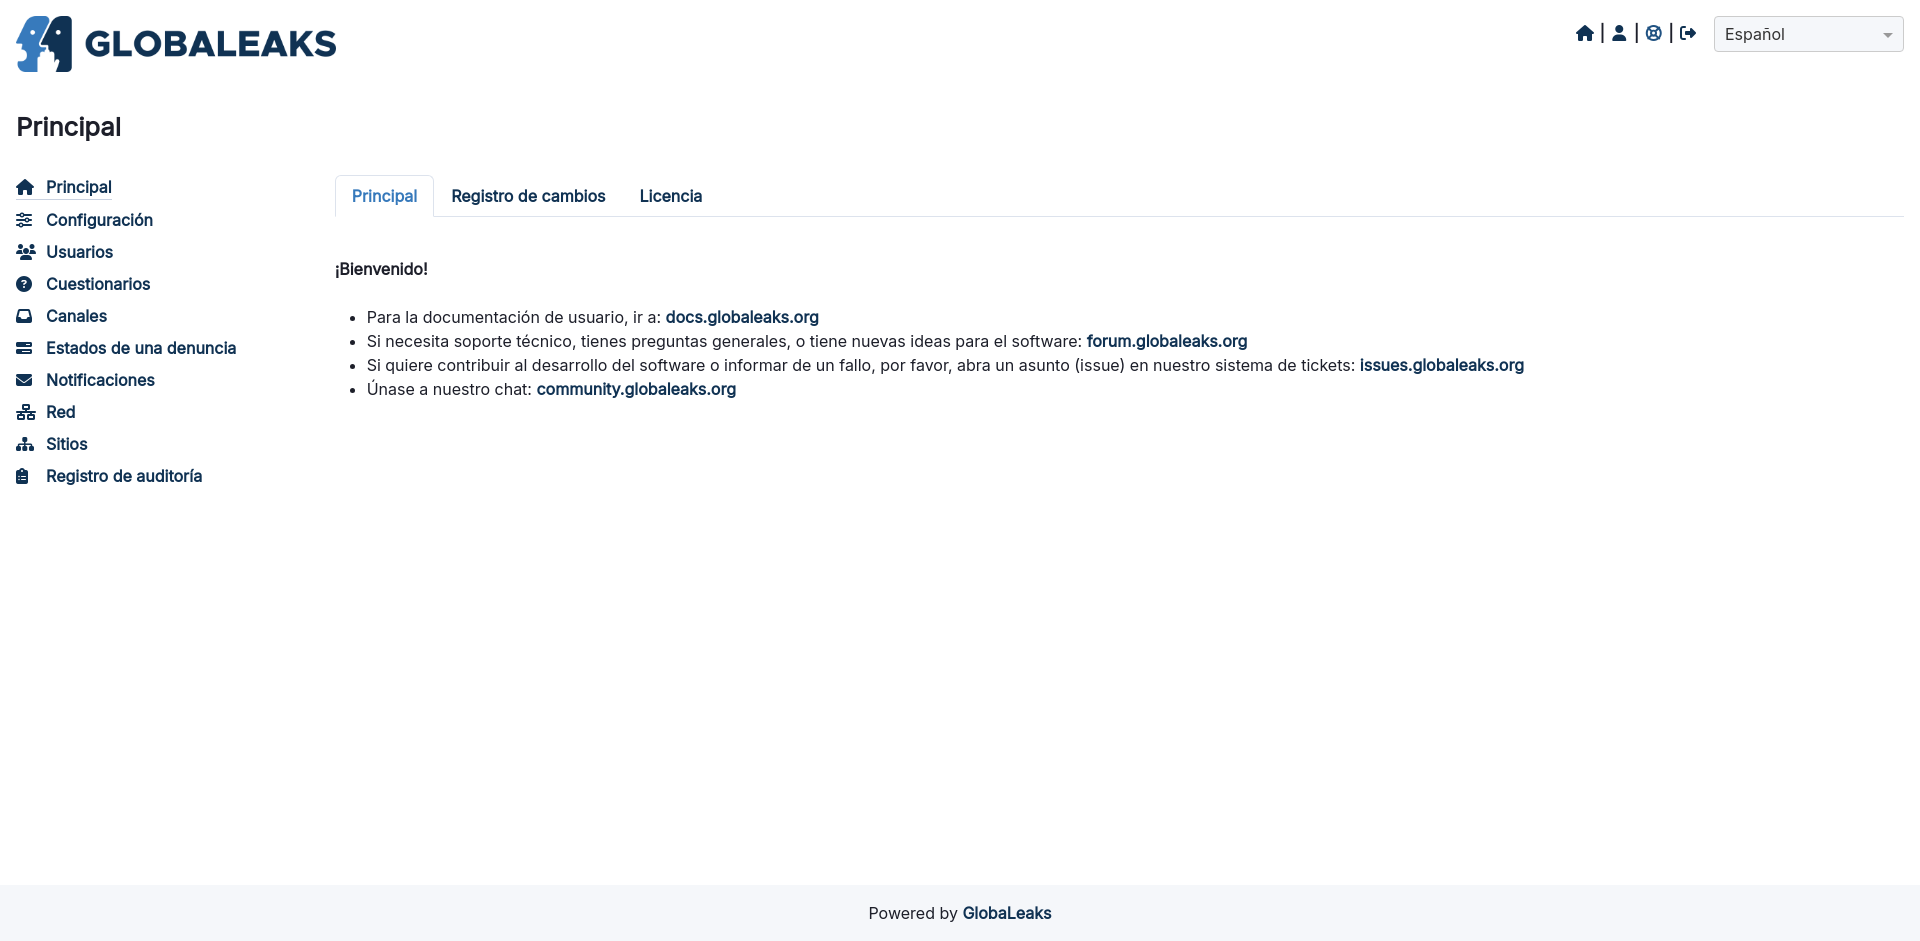 GLOBALEAKS
| | |
Español
Principal
Principal
Configuración
Usuarios
Cuestionarios
Canales
Estados de una denuncia
Notificaciones
Red
Sitios
Registro de auditoría
Principal Registro de cambios Licencia
¡Bienvenido!
• Para la documentación de usuario, ir a: docs.globaleaks.org
• Si necesita soporte técnico, tienes preguntas generales, o tiene nuevas ideas para el software: forum.globaleaks.org
• Si quiere contribuir al desarrollo del software o informar de un fallo, por favor, abra un asunto (issue) en nuestro sistema de tickets: issues.globaleaks.org
• Únase a nuestro chat: community.globaleaks.org
Powered by GlobaLeaks